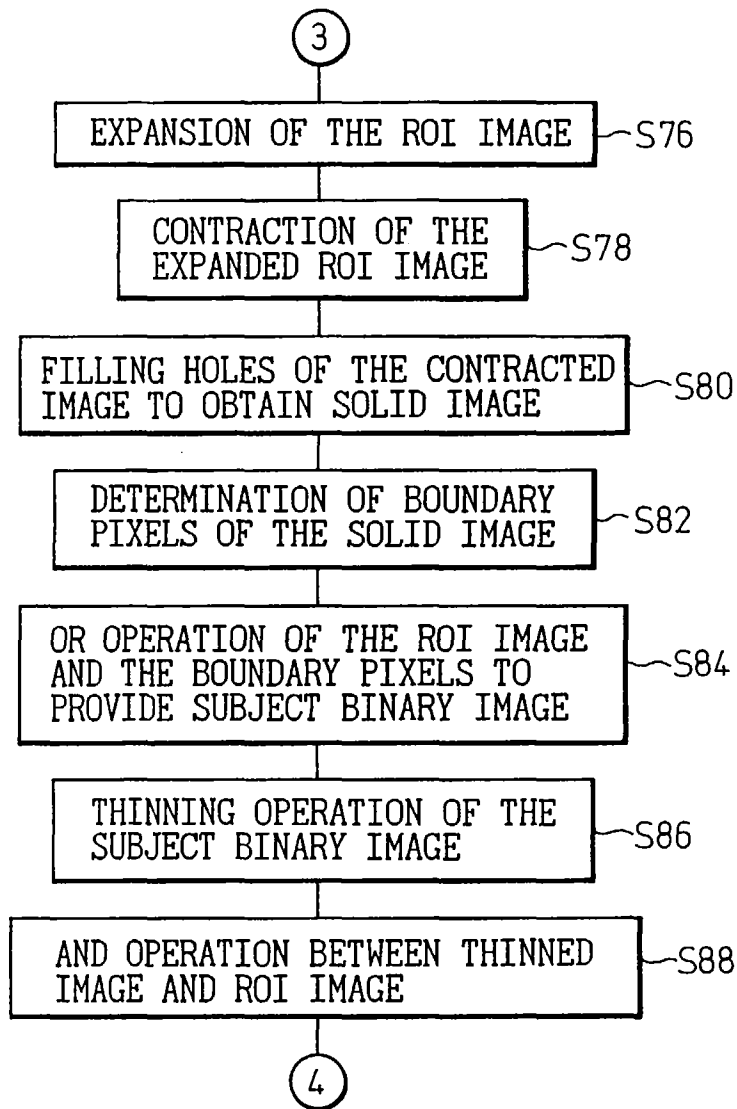 3
EXPANSION OF THE ROI IMAGE
S76
CONTRACTION OF THE
EXPANDED ROI IMAGE
S78
FILLING HOLES OF THE CONTRACTED
IMAGE TO OBTAIN SOLID IMAGE
S80
DETERMINATION OF BOUNDARY
PIXELS OF THE SOLID IMAGE
S82
OR OPERATION OF THE ROI IMAGE
AND THE BOUNDARY PIXELS TO
PROVIDE SUBJECT BINARY IMAGE
S84
THINNING OPERATION OF THE
SUBJECT BINARY IMAGE
S86
AND OPERATION BETWEEN THINNED
IMAGE AND ROI IMAGE
S88
4